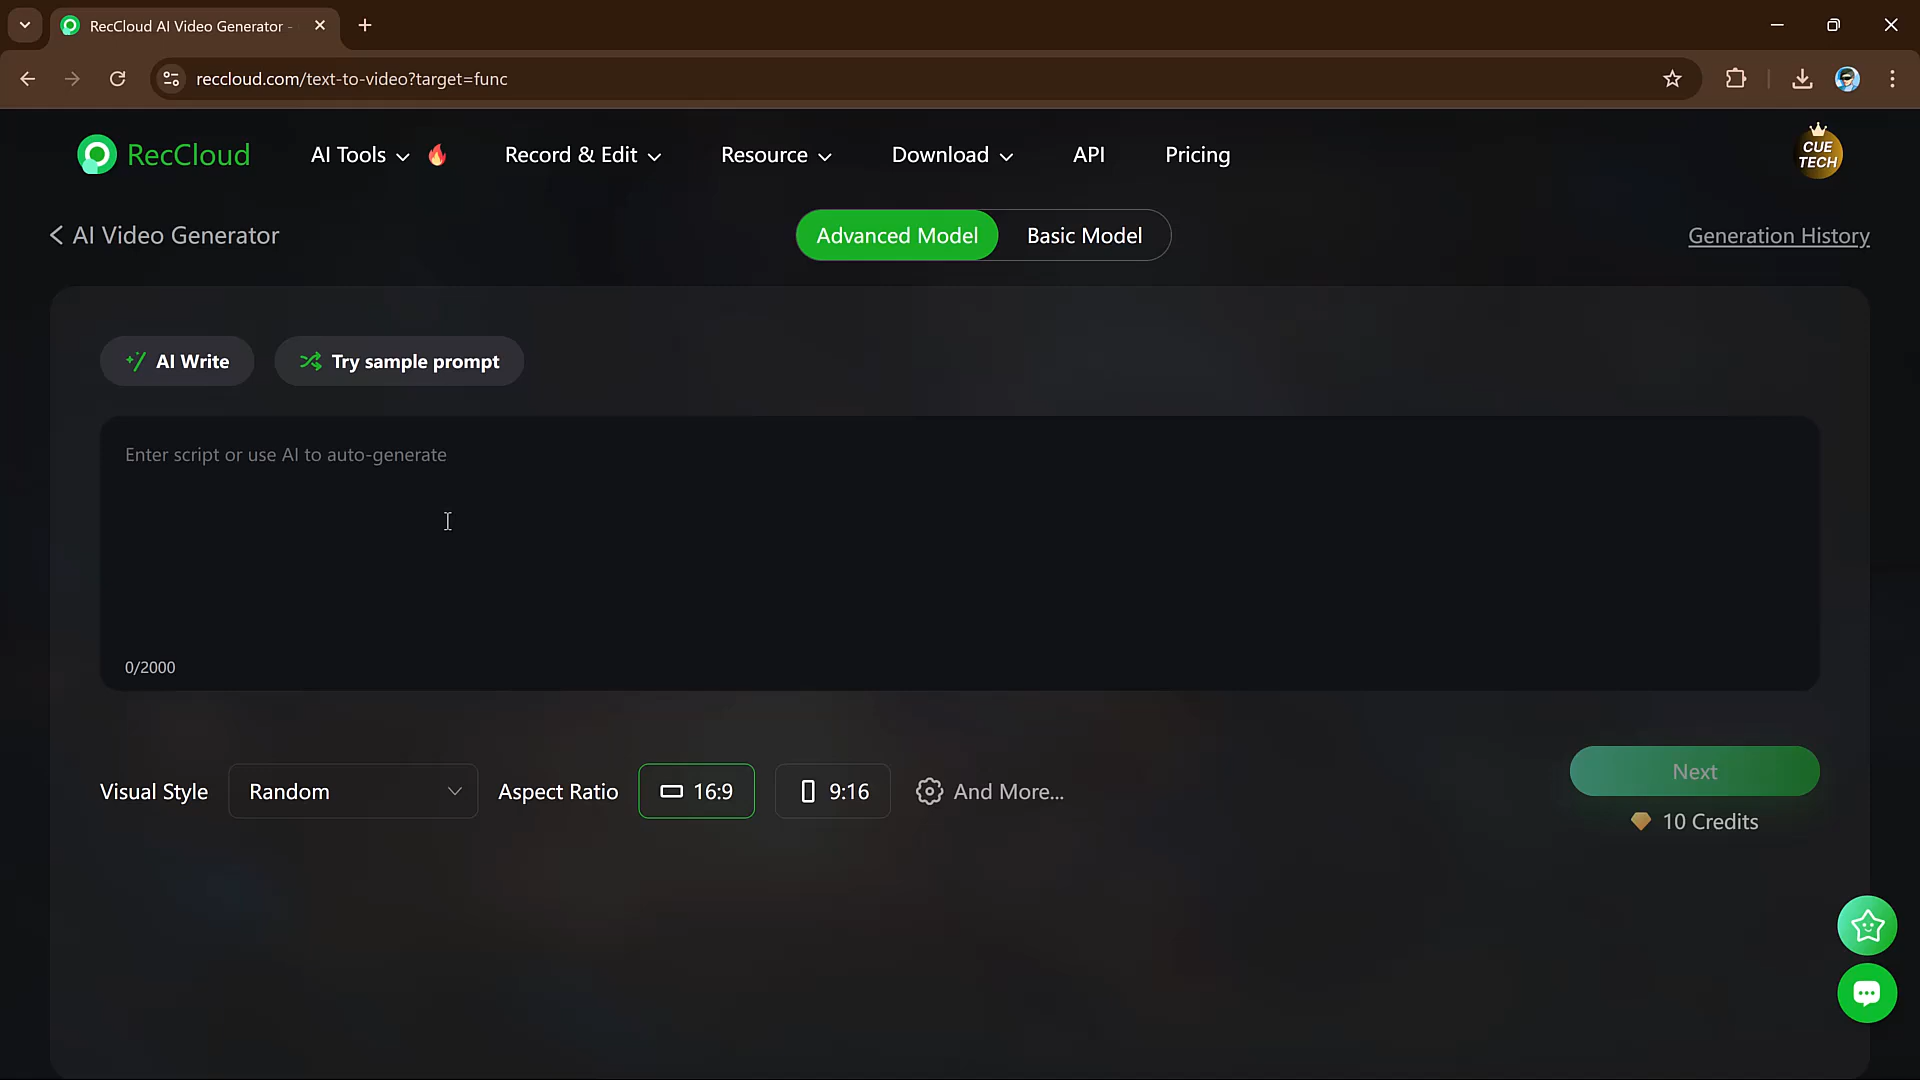 RecCloud AI Video Generator -
reccloud.com/text-to-video?target=func
RecCloud
AI Tools
Record & Edit
Resource
Download
API
Pricing
CUE
TECH
AI Video Generator
Advanced Model
Basic Model
Generation History
AI Write
Try sample prompt
Enter script or use AI to auto-generate
0/2000
Visual Style
Random
Aspect Ratio
16:9
9:16
And More...
Next
10 Credits